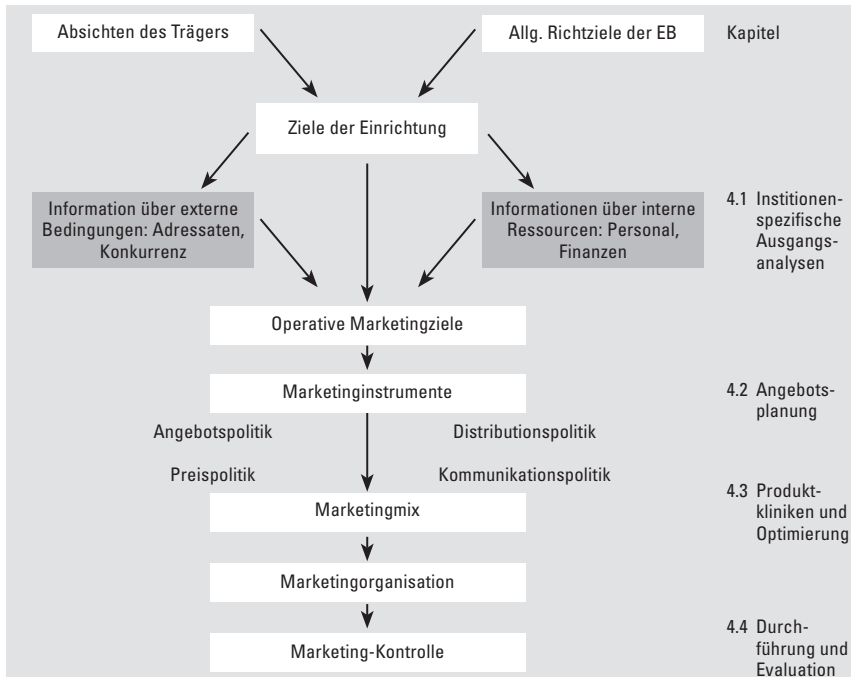 Absichten des Trägers
Allg. Richtziele der EB
Kapitel
Ziele der Einrichtung
Information über externe
Bedingungen: Adressaten,
Konkurrenz
Informationen über interne
Ressourcen: Personal,
Finanzen
4.1 Institionen-
spezifische
Ausgangs-
analysen
Operative Marketingziele
Marketinginstrumente
4.2 Angebots-
planung
Angebotspolitik
Distributionspolitik
Preispolitik
Kommunikationspolitik
Marketingmix
4.3 Produkt-
kliniken und
Optimierung
Marketingorganisation
Marketing-Kontrolle
4.4 Durch-
führung und
Evaluation